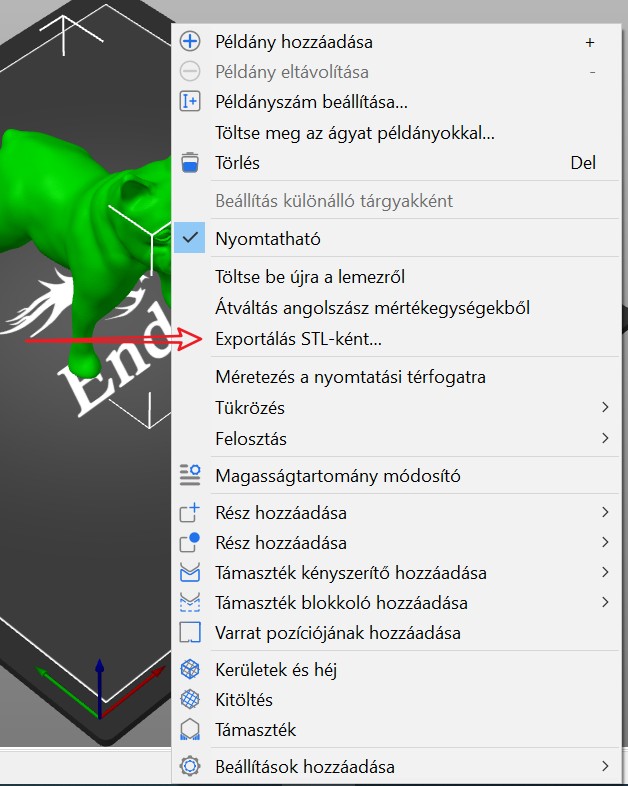 Példány hozzáadása +
Példány eltávolítása -
Példányszám beállítása...
Töltse meg az ágyat példányokkal...
Törlés Del
Beállítás különálló tárgyakként
Nyomtatható
Töltse be újra a lemezről
Átváltás angolszász mértékegységekből
Exportálás STL-ként...
Méretezés a nyomtatási térfogatra
Tükrözés
Felosztás
Magasságtartomány módosító
Rész hozzáadása
Rész hozzáadása
Támaszték kényszerítő hozzáadása
Támaszték blokkoló hozzáadása
Varrat pozíciójának hozzáadása
Kerületek és héj
Kitöltés
Támaszték
Beállítások hozzáadása
End